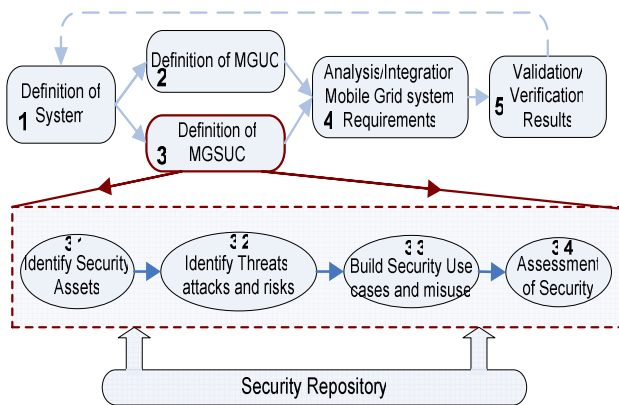 Definition of
1 System
Definition of MGUC
2
Definition of
3 MGSUC
Analysis/Integration
Mobile Grid system
4 Requirements
Validation/
Verification
5 Results
3
Identify Security
Assets
3 2
Identify Threats
attacks and risks
3 3
Build Security Use
cases and misuse
3 4
Assessment
of Security
Security Repository